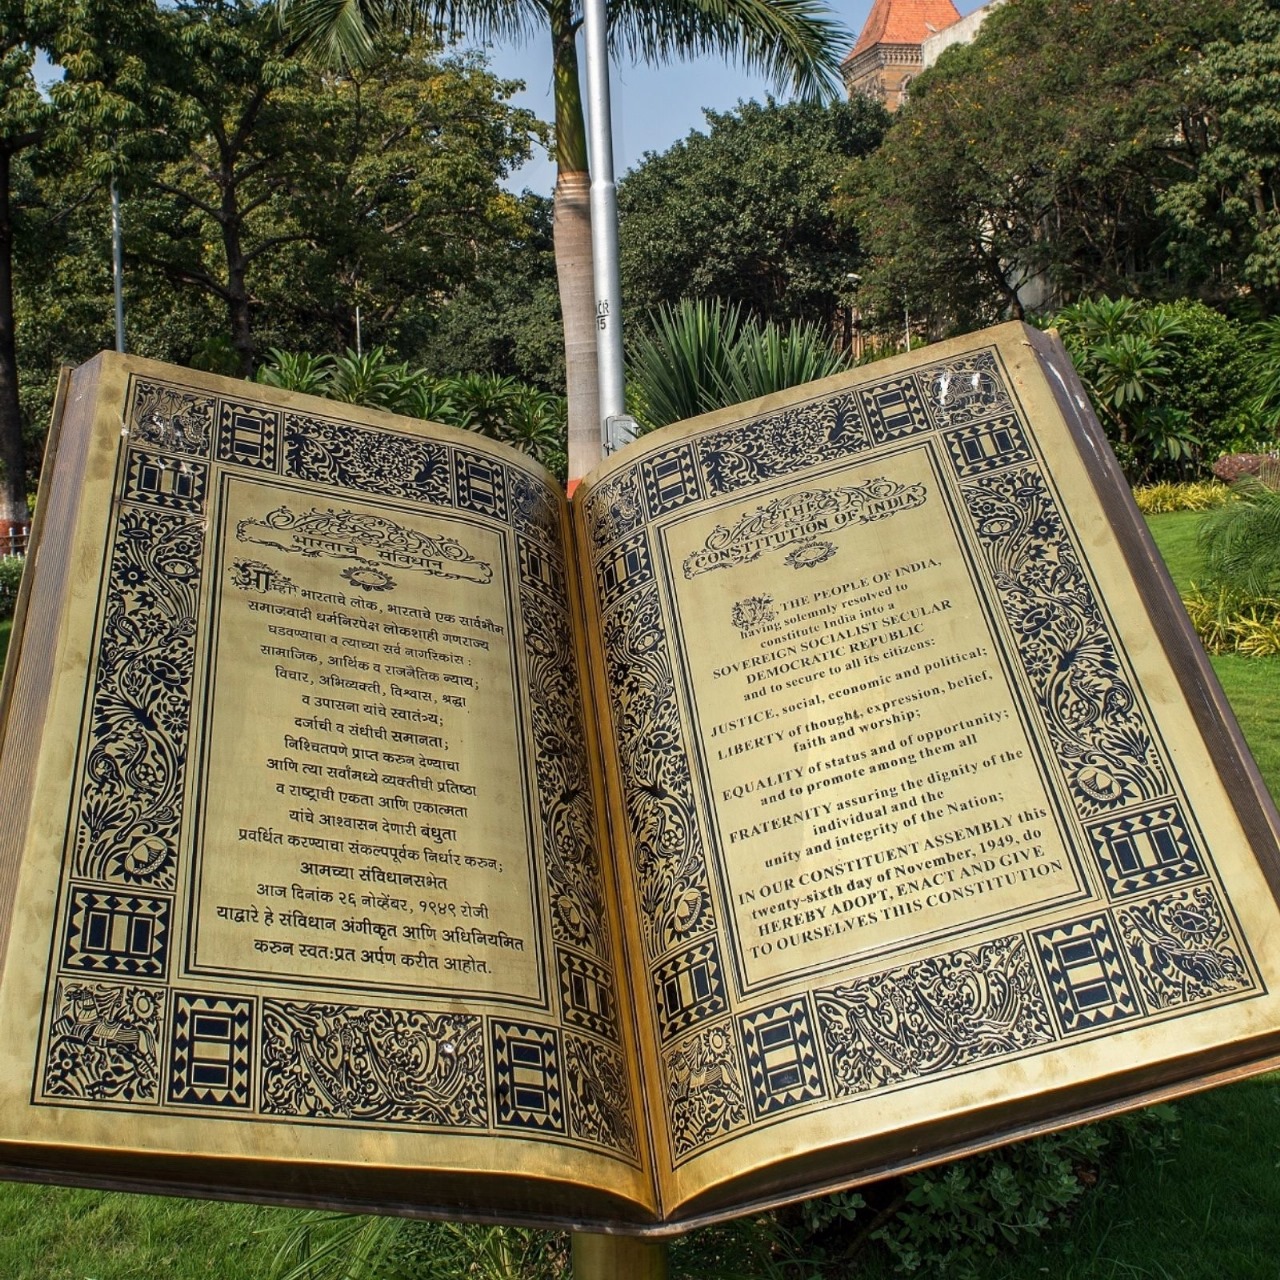 भारताचे संविधान
आम्ही भारताचे लोक, भारताचे एक सार्वभौम
समाजवादी धर्मनिरपेक्ष लोकशाही गणराज्य
घडवण्याचा व त्याच्या सर्व नागरिकांस :
सामाजिक, आर्थिक व राजनैतिक न्याय;
विचार, अभिव्यक्ती, विश्वास, श्रद्धा
व उपासना यांचे स्वातंत्र्य;
दर्जाची व संधीची समानता;
निश्चितपणे प्राप्त करुन देण्याचा
आणि त्या सर्वांमध्ये व्यक्तीची प्रतिष्ठा
व राष्ट्राची एकता आणि एकात्मता
यांचे आश्वासन देणारी बंधुता
प्रवर्धित करण्याचा संकल्पपूर्वक निर्धार करुन;
आमच्या संविधानसभेत
आज दिनांक २६ नोव्हेंबर, १९४९ रोजी
याद्वारे हे संविधान अंगीकृत आणि अधिनियमित
करुन स्वतःप्रत अर्पण करीत आहोत.
THE
CONSTITUTION OF INDIA
THE PEOPLE OF INDIA,
having solemnly resolved to
constitute India into a
SOVEREIGN SOCIALIST SECULAR
DEMOCRATIC REPUBLIC
and to secure to all its citizens:
JUSTICE, social, economic and political;
LIBERTY of thought, expression, belief,
faith and worship;
EQUALITY of status and of opportunity;
and to promote among them all
FRATERNITY assuring the dignity of the
individual and the
unity and integrity of the Nation;
IN OUR CONSTITUENT ASSEMBLY this
twenty-sixth day of November, 1949, do
HEREBY ADOPT, ENACT AND GIVE
TO OURSELVES THIS CONSTITUTION